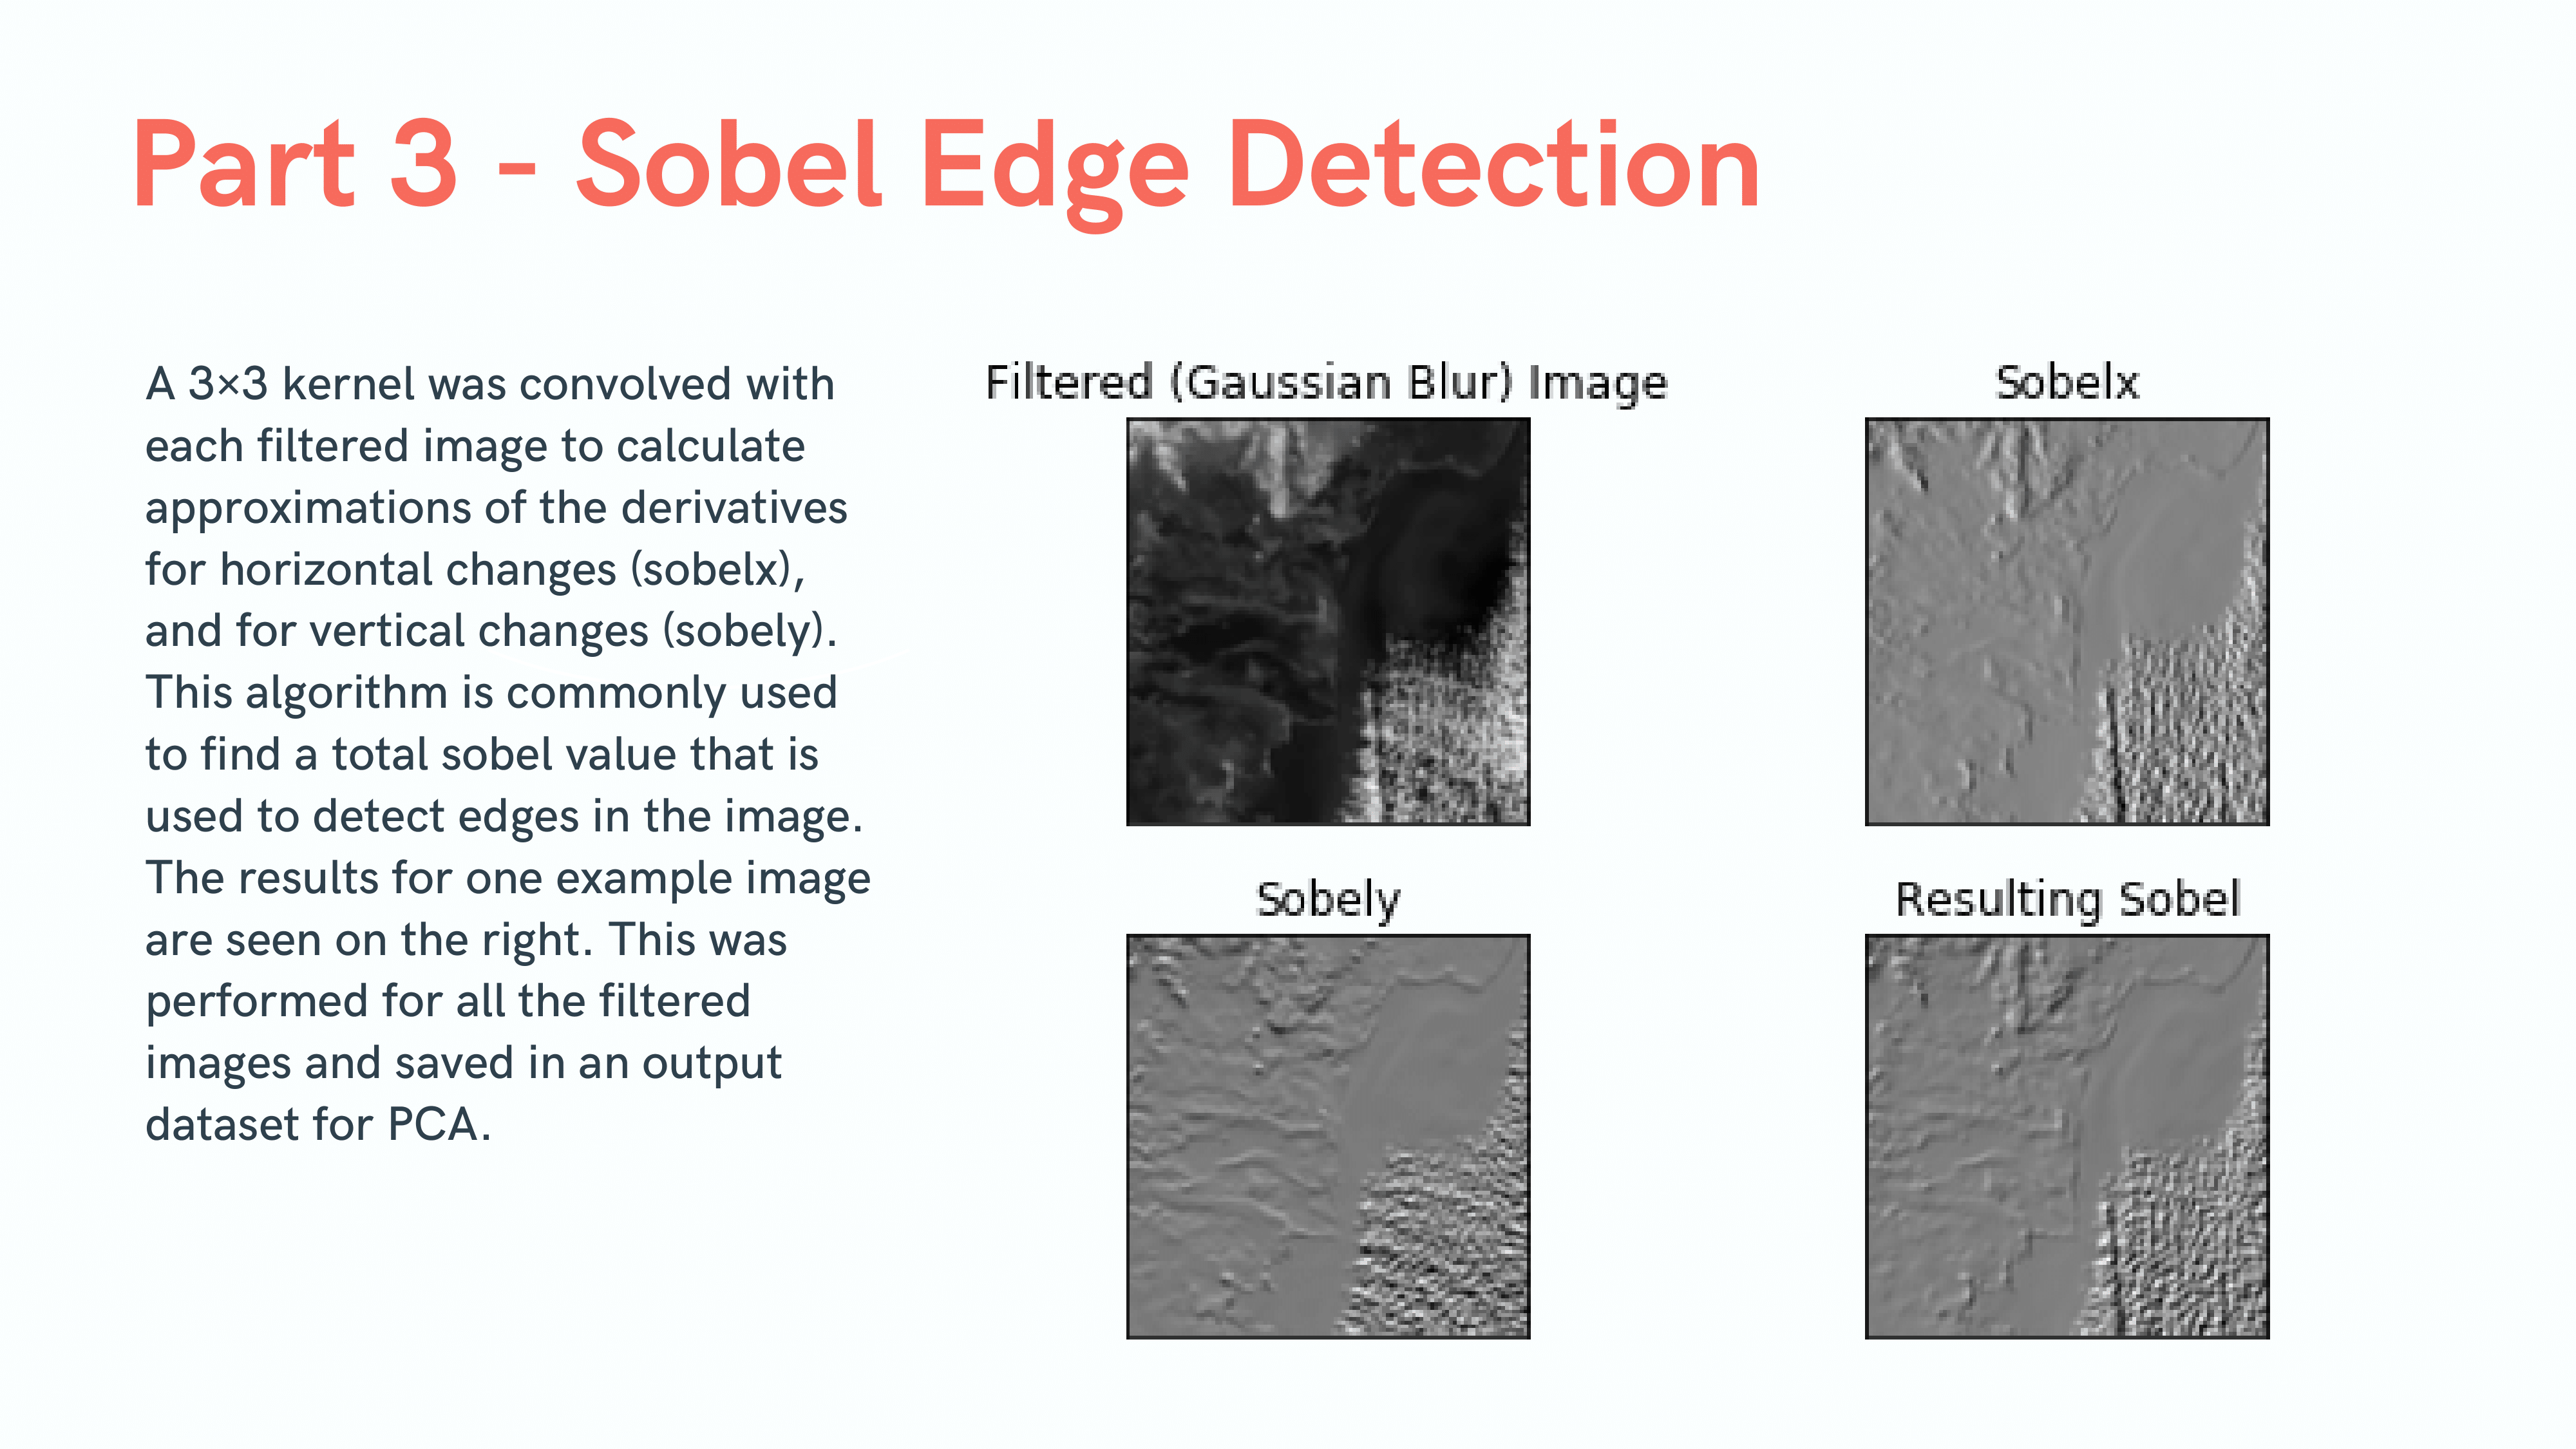 Part 3 - Sobel Edge Detection
A 3×3 kernel was convolved with
each filtered image to calculate
approximations of the derivatives
for horizontal changes (sobelx),
and for vertical changes (sobely).
This algorithm is commonly used
to find a total sobel value that is
used to detect edges in the image.
The results for one example image
are seen on the right. This was
performed for all the filtered
images and saved in an output
dataset for PCA.
Filtered (Gaussian Blur) Image
Sobelx
Sobely
Resulting Sobel